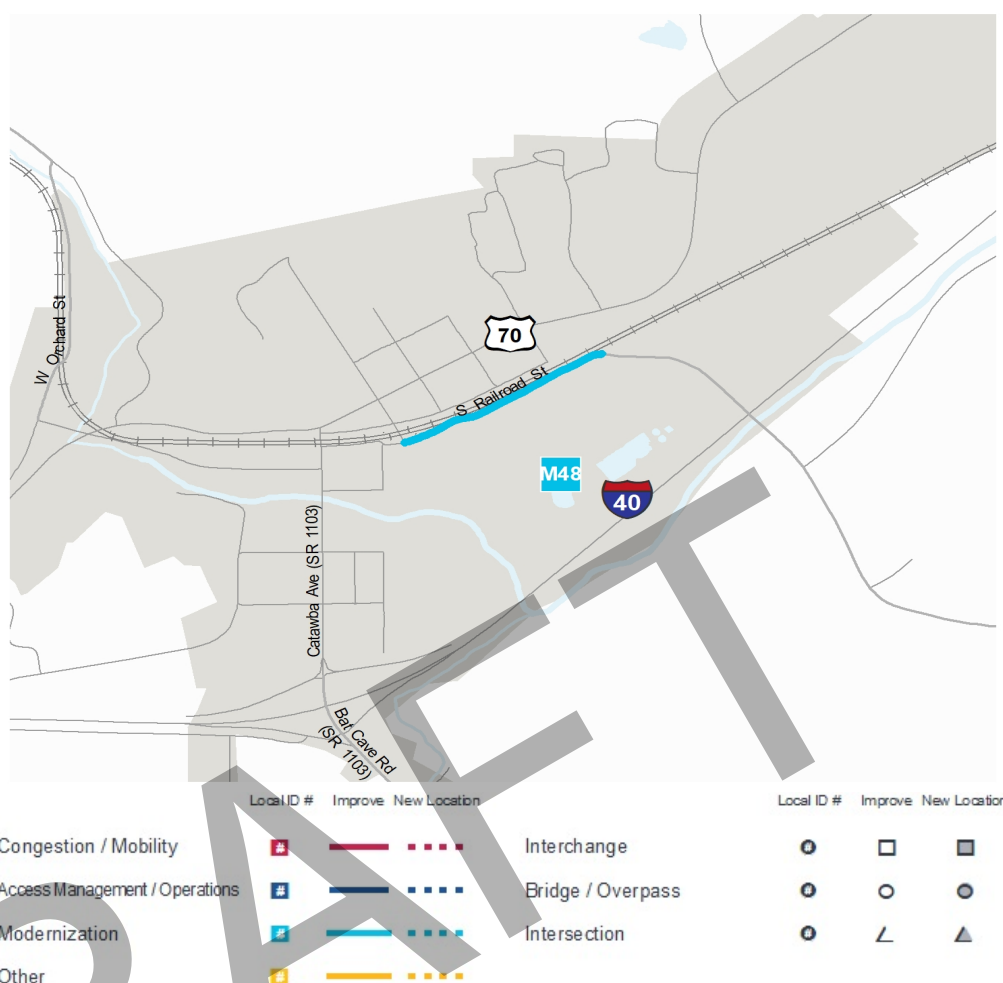 70
S Railroad St
W Orchard St
M48
40
Catawba Ave (SR 1103)
Bat Cave Rd
(SR 1103)
Local ID # Improve New Location
Congestion / Mobility #
Access Management / Operations #
Modernization #
Other #
Local ID # Improve New Location
Interchange #
Bridge / Overpass #
Intersection #
RAFT